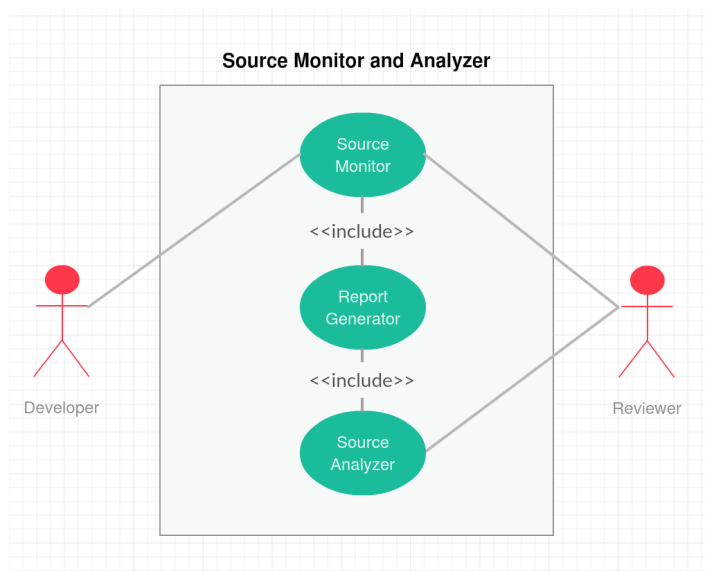 Source Monitor and Analyzer
Source
Monitor
<<include>>
Report
Generator
<<include>>
Source
Analyzer
Developer
Reviewer